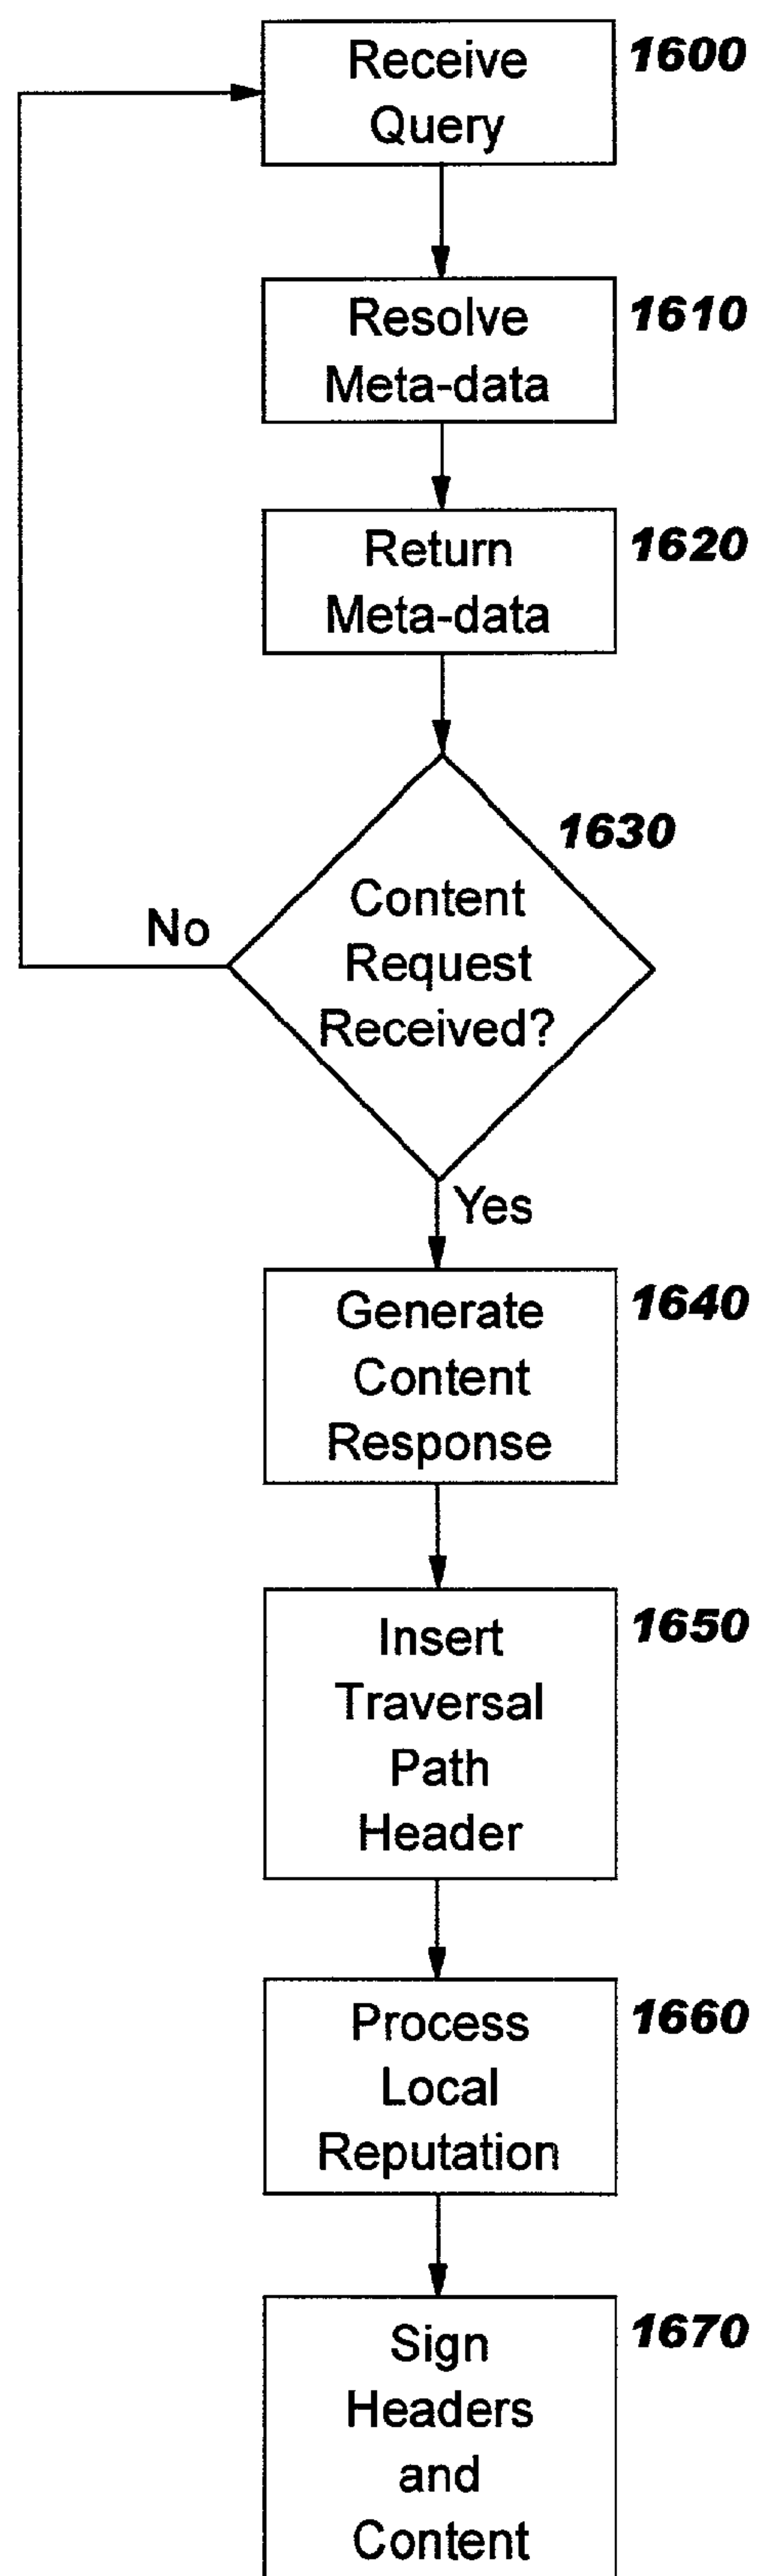 Receive
Query
1600
Resolve
Meta-data
1610
Return
Meta-data
1620
1630
Content
Request
Received?
No
Yes
Generate
Content
Response
1640
Insert
Traversal
Path
Header
1650
Process
Local
Reputation
1660
Sign
Headers
and
Content
1670